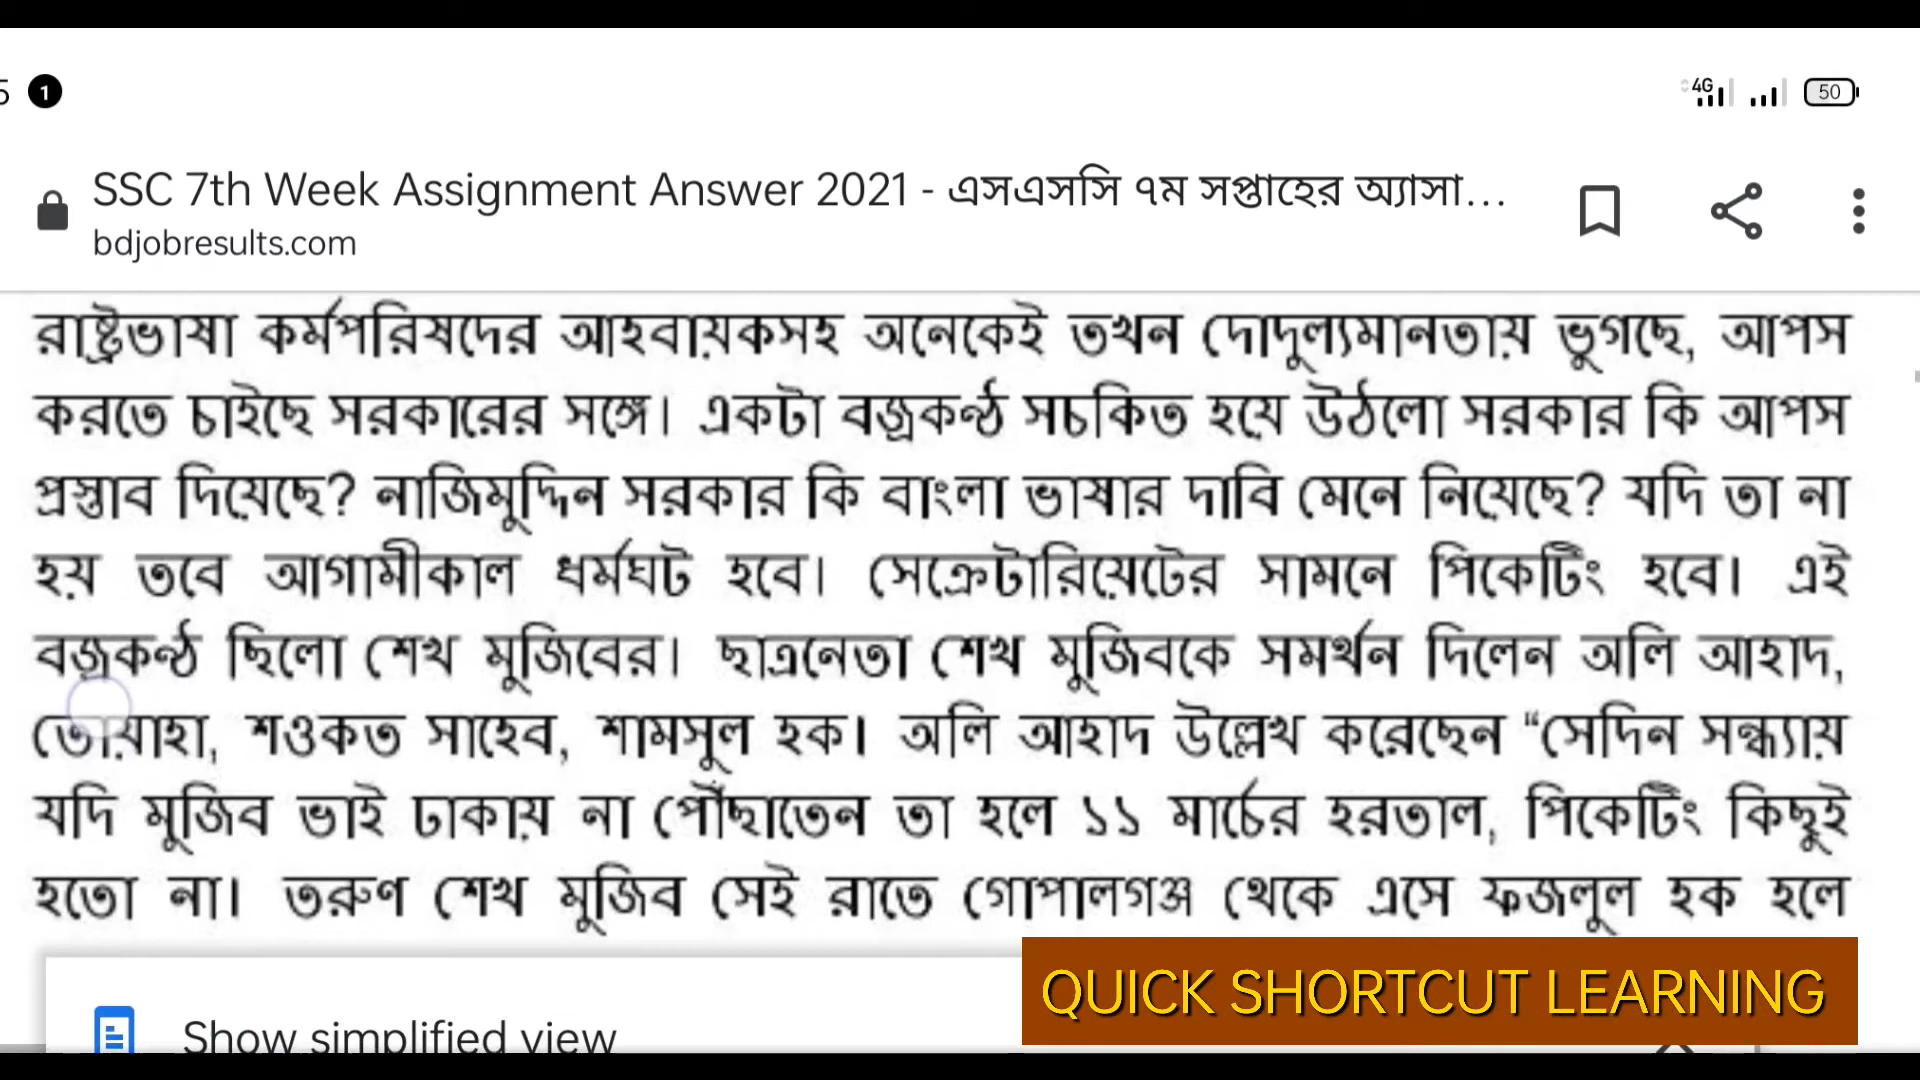 5 1
4G 50
SSC 7th Week Assignment Answer 2021 - এসএসসি ৭ম সপ্তাহের অ্যাসা...
bdjobresults.com
রাষ্ট্রভাষা কর্মপরিষদের আহবায়কসহ অনেকেই তখন দোদুল্যমানতায় ভুগছে, আপস
করতে চাইছে সরকারের সঙ্গে। একটা বজ্রকন্ঠ সচকিত হয়ে উঠলো সরকার কি আপস
প্রস্তাব দিয়েছে? নাজিমুদ্দিন সরকার কি বাংলা ভাষার দাবি মেনে নিয়েছে? যদি তা না
হয় তবে আগামীকাল ধর্মঘট হবে। সেক্রেটারিয়েটের সামনে পিকেটিং হবে। এই
বজ্রকন্ঠ ছিলো শেখ মুজিবের। ছাত্রনেতা শেখ মুজিবকে সমর্থন দিলেন অলি আহাদ,
তোয়াহা, শওকত সাহেব, শামসুল হক। অলি আহাদ উল্লেখ করেছেন “সেদিন সন্ধ্যায়
যদি মুজিব ভাই ঢাকায় না পৌঁছাতেন তা হলে ১১ মার্চের হরতাল, পিকেটিং কিছুই
হতো না। তরুণ শেখ মুজিব সেই রাতে গোপালগঞ্জ থেকে এসে ফজলুল হক হলে
QUICK SHORTCUT LEARNING
Show simplified view